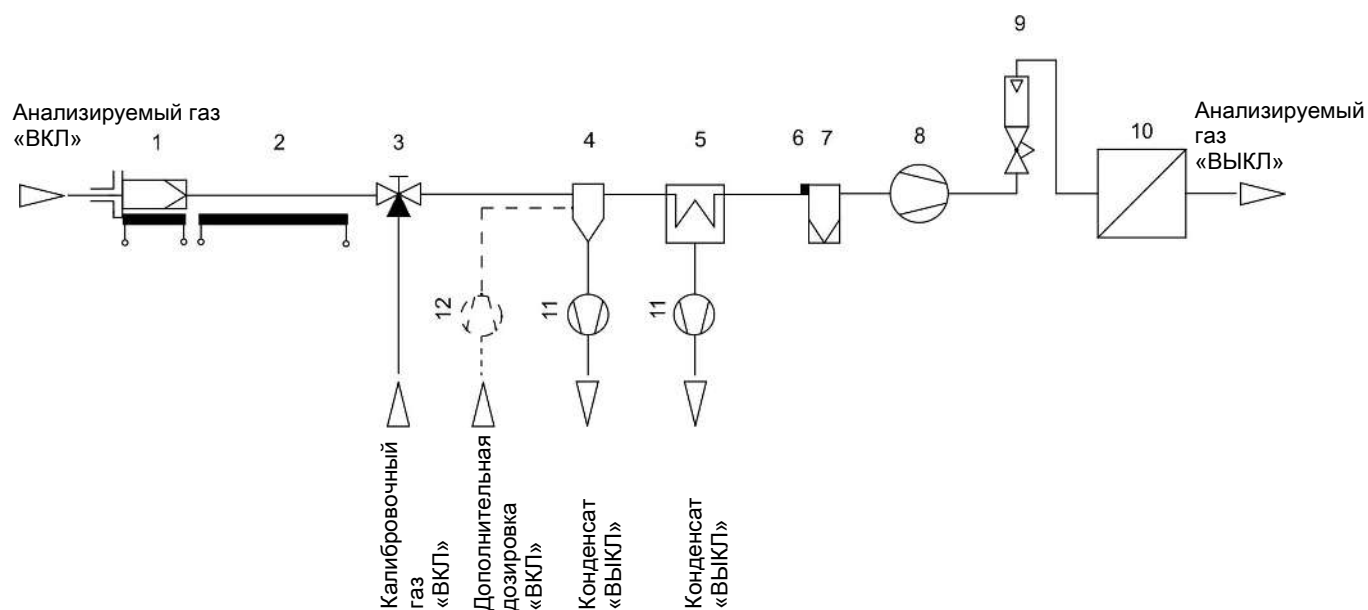 9
Анализируемый газ
«ВКЛ»
1
2
3
4
5
6
7
8
10
Анализируемый
газ
«ВЫКЛ»
12
11
11
Калибровочный
газ
«ВКЛ»
Дополнительная
дозировка
«ВКЛ»
Конденсат
«ВЫКЛ»
Конденсат
«ВЫКЛ»